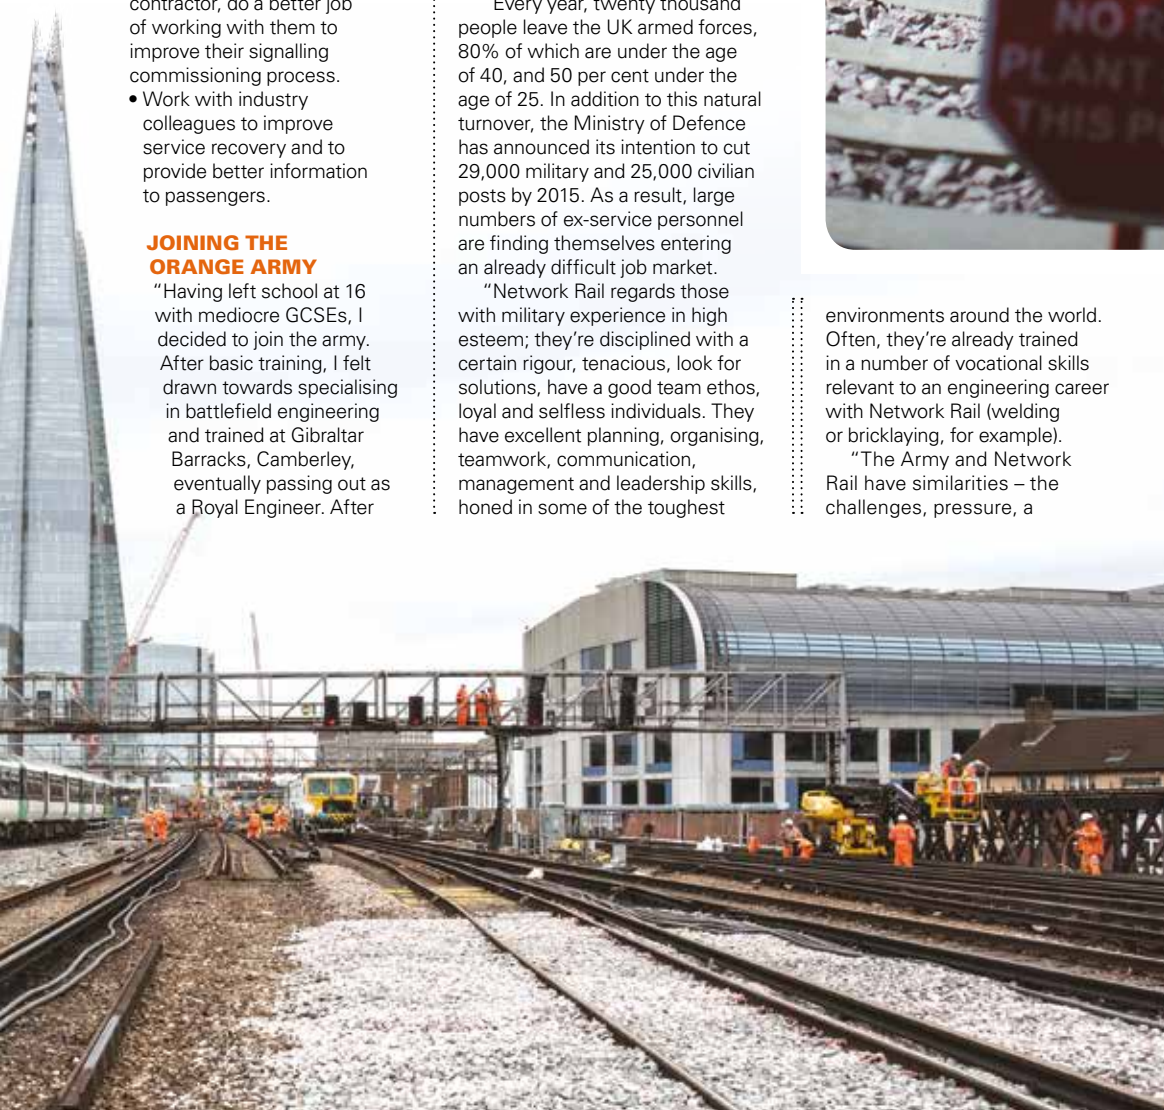 contractor, do a better job
of working with them to
improve their signalling
commissioning process.
• Work with industry
colleagues to improve
service recovery and to
provide better information
to passengers.
JOINING THE
ORANGE ARMY
“Having left school at 16
with mediocre GCSEs, I
decided to join the army.
After basic training, I felt
drawn towards specialising
in battlefield engineering
and trained at Gibraltar
Barracks, Camberley,
eventually passing out as
a Royal Engineer. After
Every year, twenty thousand
people leave the UK armed forces,
80% of which are under the age
of 40, and 50 per cent under the
age of 25. In addition to this natural
turnover, the Ministry of Defence
has announced its intention to cut
29,000 military and 25,000 civilian
posts by 2015. As a result, large
numbers of ex-service personnel
are finding themselves entering
an already difficult job market.
“Network Rail regards those
with military experience in high
esteem; they’re disciplined with a
certain rigour, tenacious, look for
solutions, have a good team ethos,
loyal and selfless individuals. They
have excellent planning, organising,
teamwork, communication,
management and leadership skills,
honed in some of the toughest
NO R
PLANT
THIS P
environments around the world.
Often, they’re already trained
in a number of vocational skills
relevant to an engineering career
with Network Rail (welding
or bricklaying, for example).
“The Army and Network
Rail have similarities – the
challenges, pressure, a